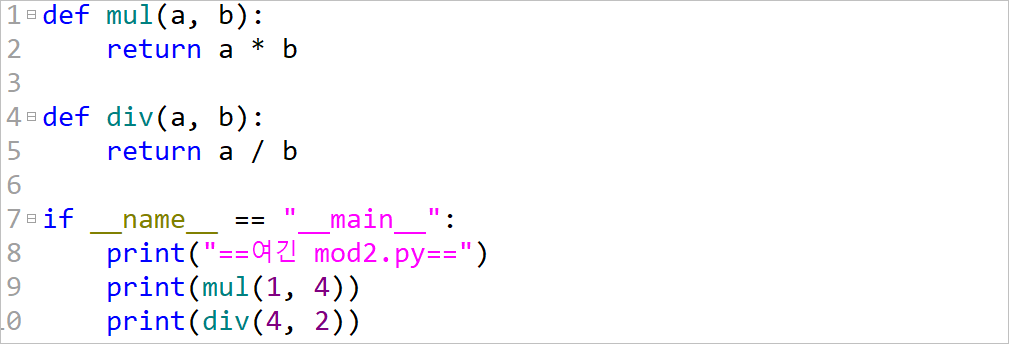 1 def mul(a, b):
2     return a * b
3
4 def div(a, b):
5     return a / b
6
7 if __name__ == "__main__":
8     print("==여긴 mod2.py==")
9     print(mul(1, 4))
10     print(div(4, 2))